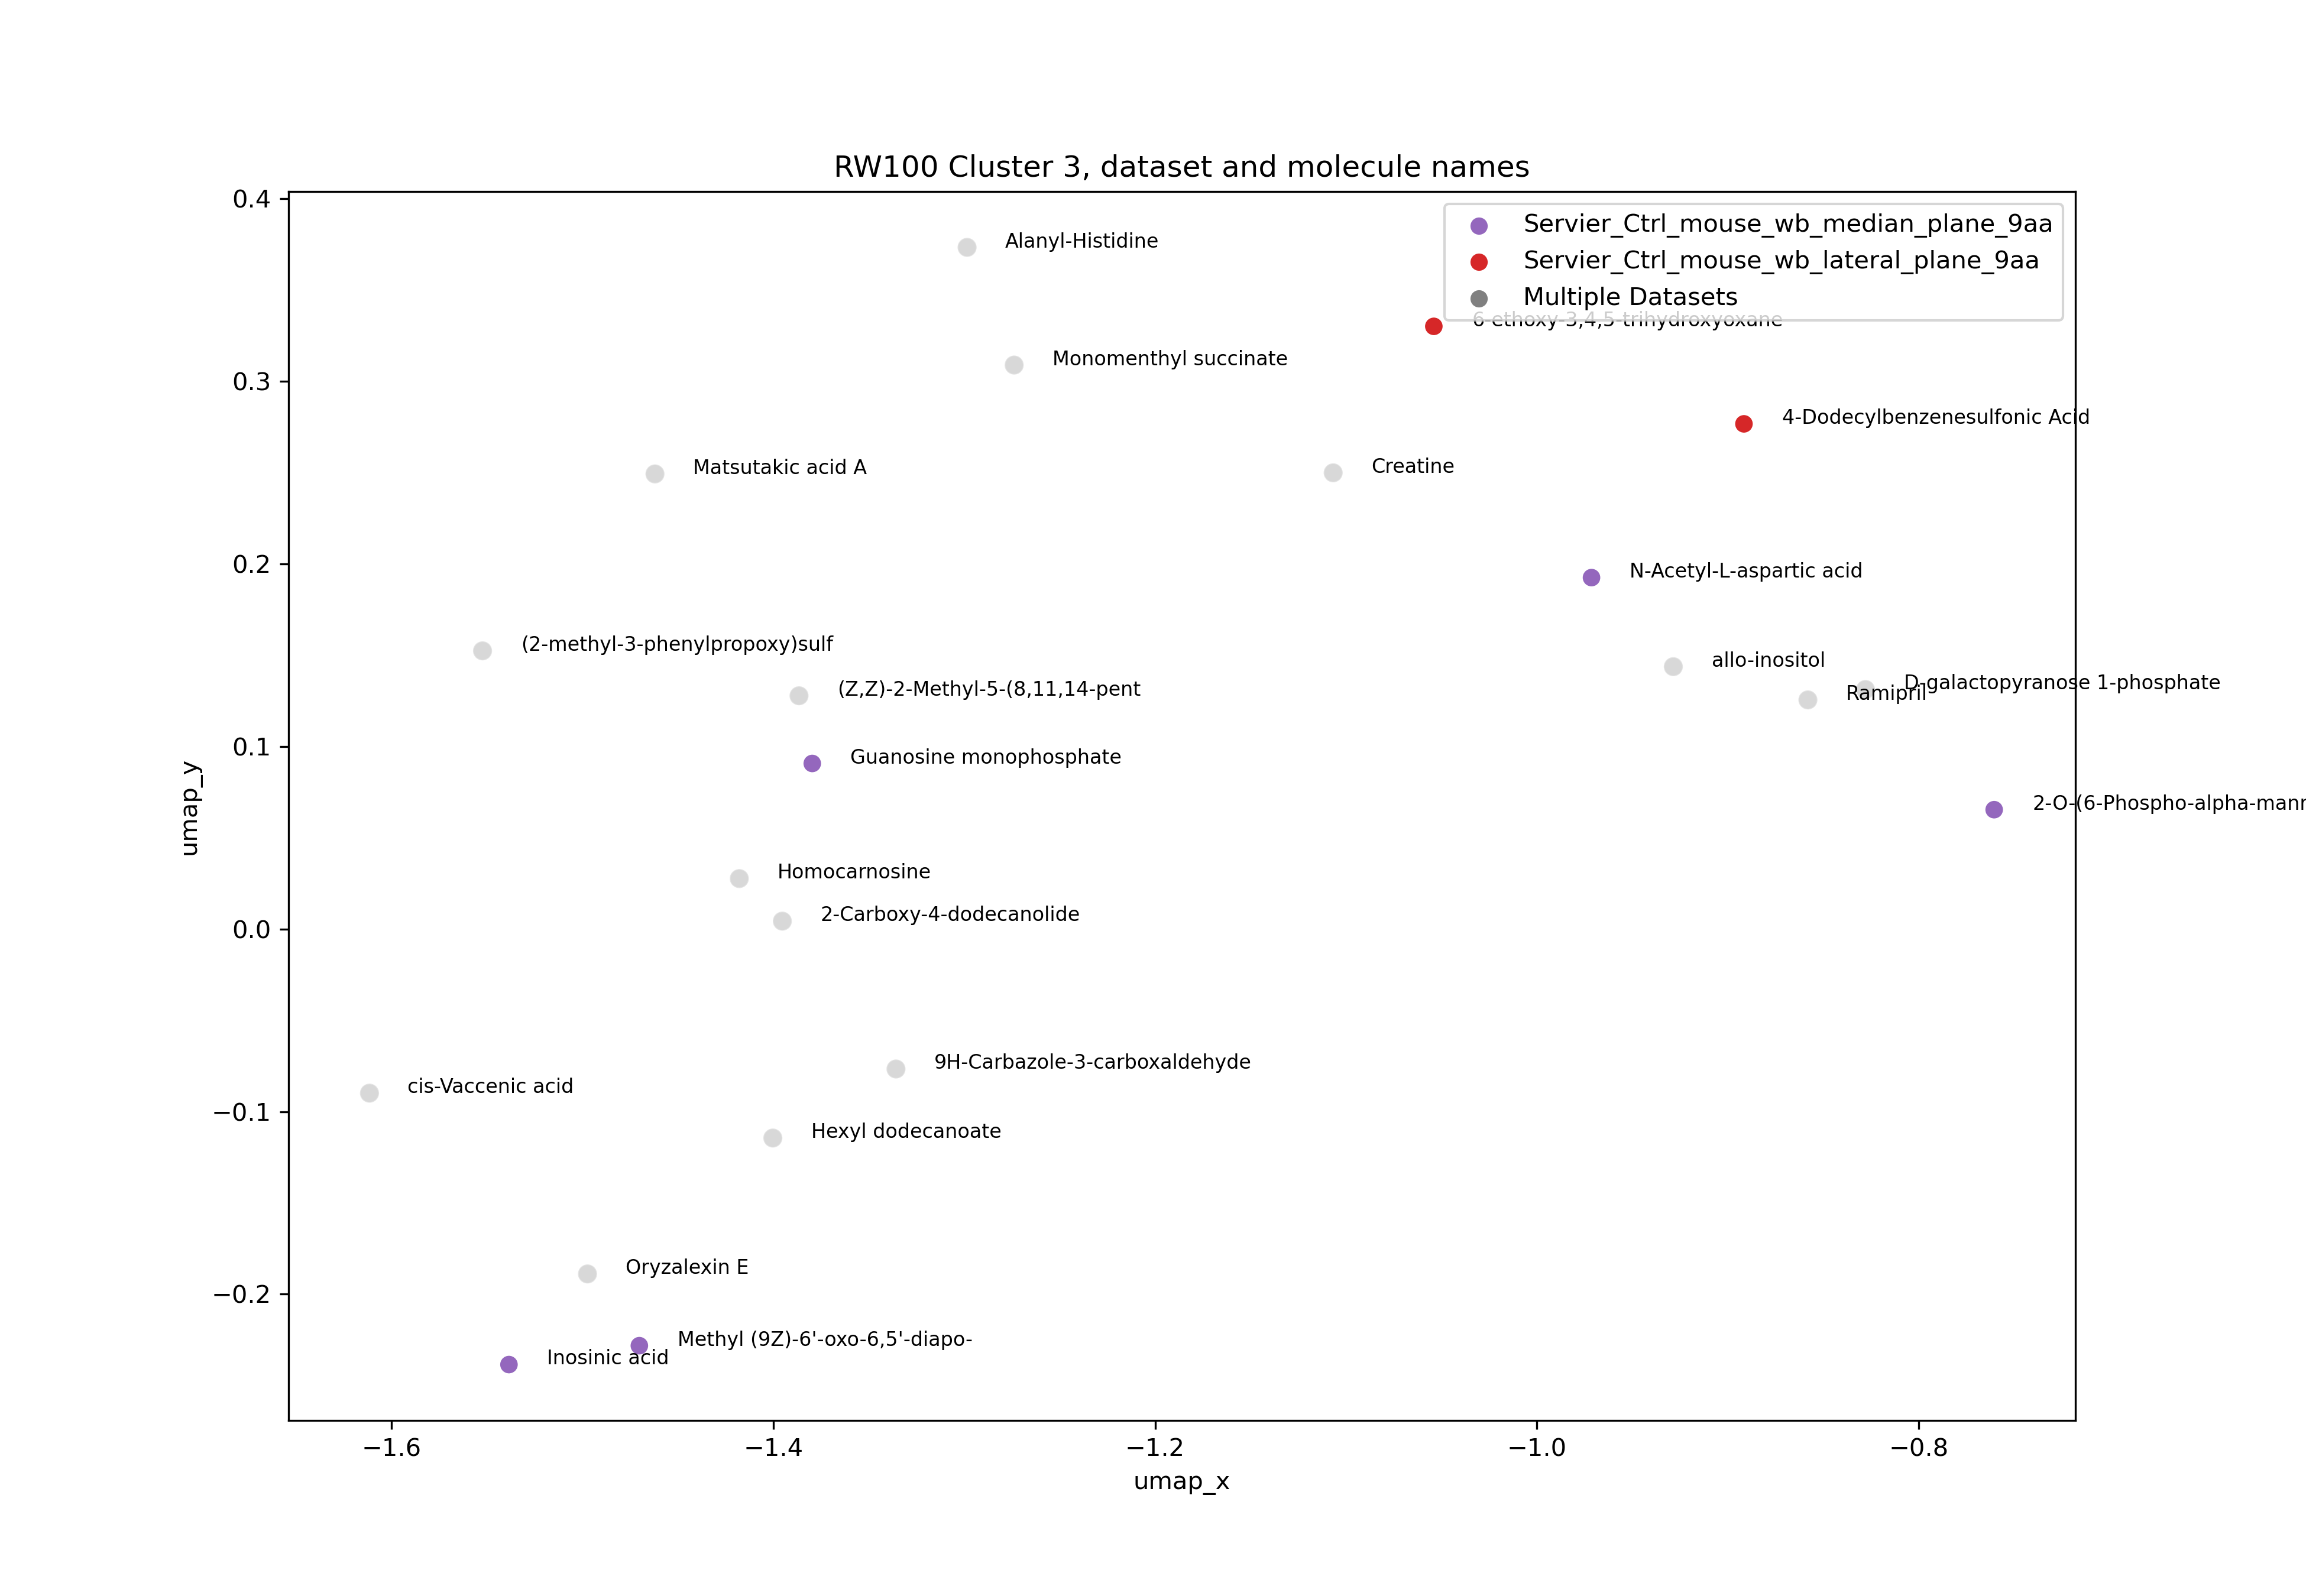 RW100 Cluster 3, dataset and molecule names
Servier_Ctrl_mouse_wb_median_plane_9aa
Servier_Ctrl_mouse_wb_lateral_plane_9aa
Multiple Datasets
Alanyl-Histidine
6-ethoxy-3,4,5-trihydroxyoxane
Monomenthyl succinate
4-Dodecylbenzenesulfonic Acid
Matsutakic acid A
Creatine
N-Acetyl-L-aspartic acid
(2-methyl-3-phenylpropoxy)sulf
allo-inositol
D-galactopyranose 1-phosphate
Ramipril
(Z,Z)-2-Methyl-5-(8,11,14-pent
Guanosine monophosphate
2-O-(6-Phospho-alpha-mann
Homocarnosine
2-Carboxy-4-dodecanolide
9H-Carbazole-3-carboxaldehyde
cis-Vaccenic acid
Hexyl dodecanoate
Oryzalexin E
Methyl (9Z)-6'-oxo-6,5'-diapo-
Inosinic acid
0.4
0.3
0.2
0.1
0.0
−0.1
−0.2
umap_y
−1.6
−1.4
−1.2
−1.0
−0.8
umap_x